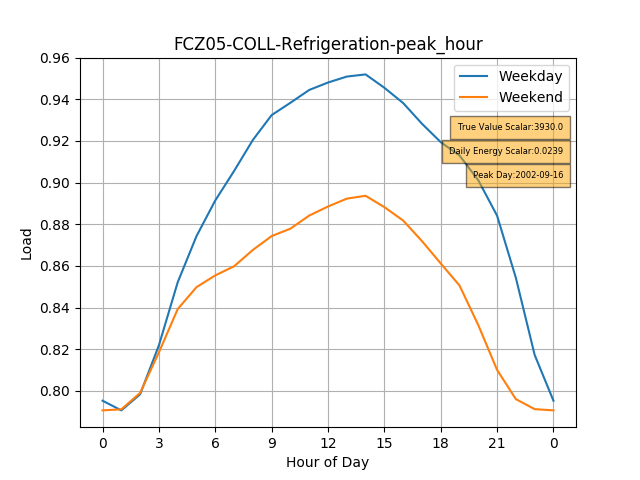 FCZ05-COLL-Refrigeration-peak_hour
0.96
0.94
0.92
0.90
0.88
0.86
0.84
0.82
0.80
Load
Weekday
Weekend
True Value Scalar:3930.0
Daily Energy Scalar:0.0239
Peak Day:2002-09-16
0 3 6 9 12 15 18 21 0
Hour of Day